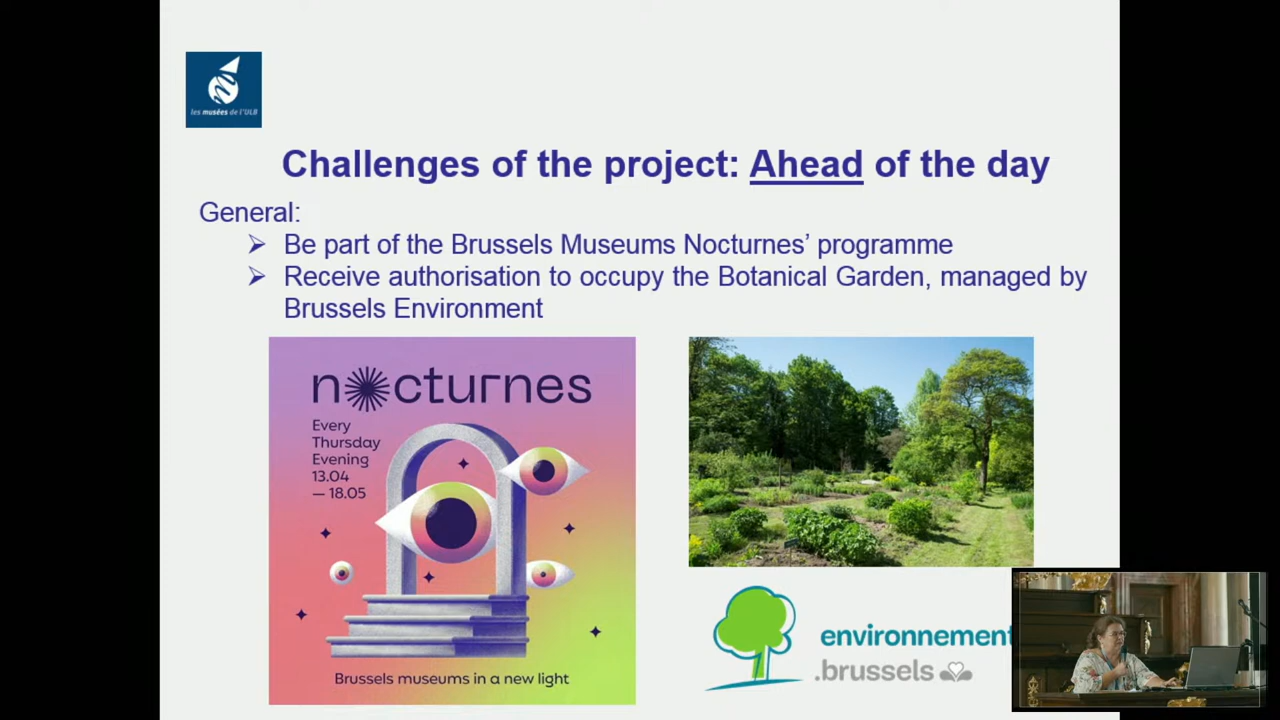 les musées de l'ULB
Challenges of the project: Ahead of the day
General:
➢ Be part of the Brussels Museums Nocturnes' programme
➢ Receive authorisation to occupy the Botanical Garden, managed by
Brussels Environment
nocturnes
Every
Thursday
Evening
13.04
— 18.05
Brussels museums in a new light
environnement
.brussels